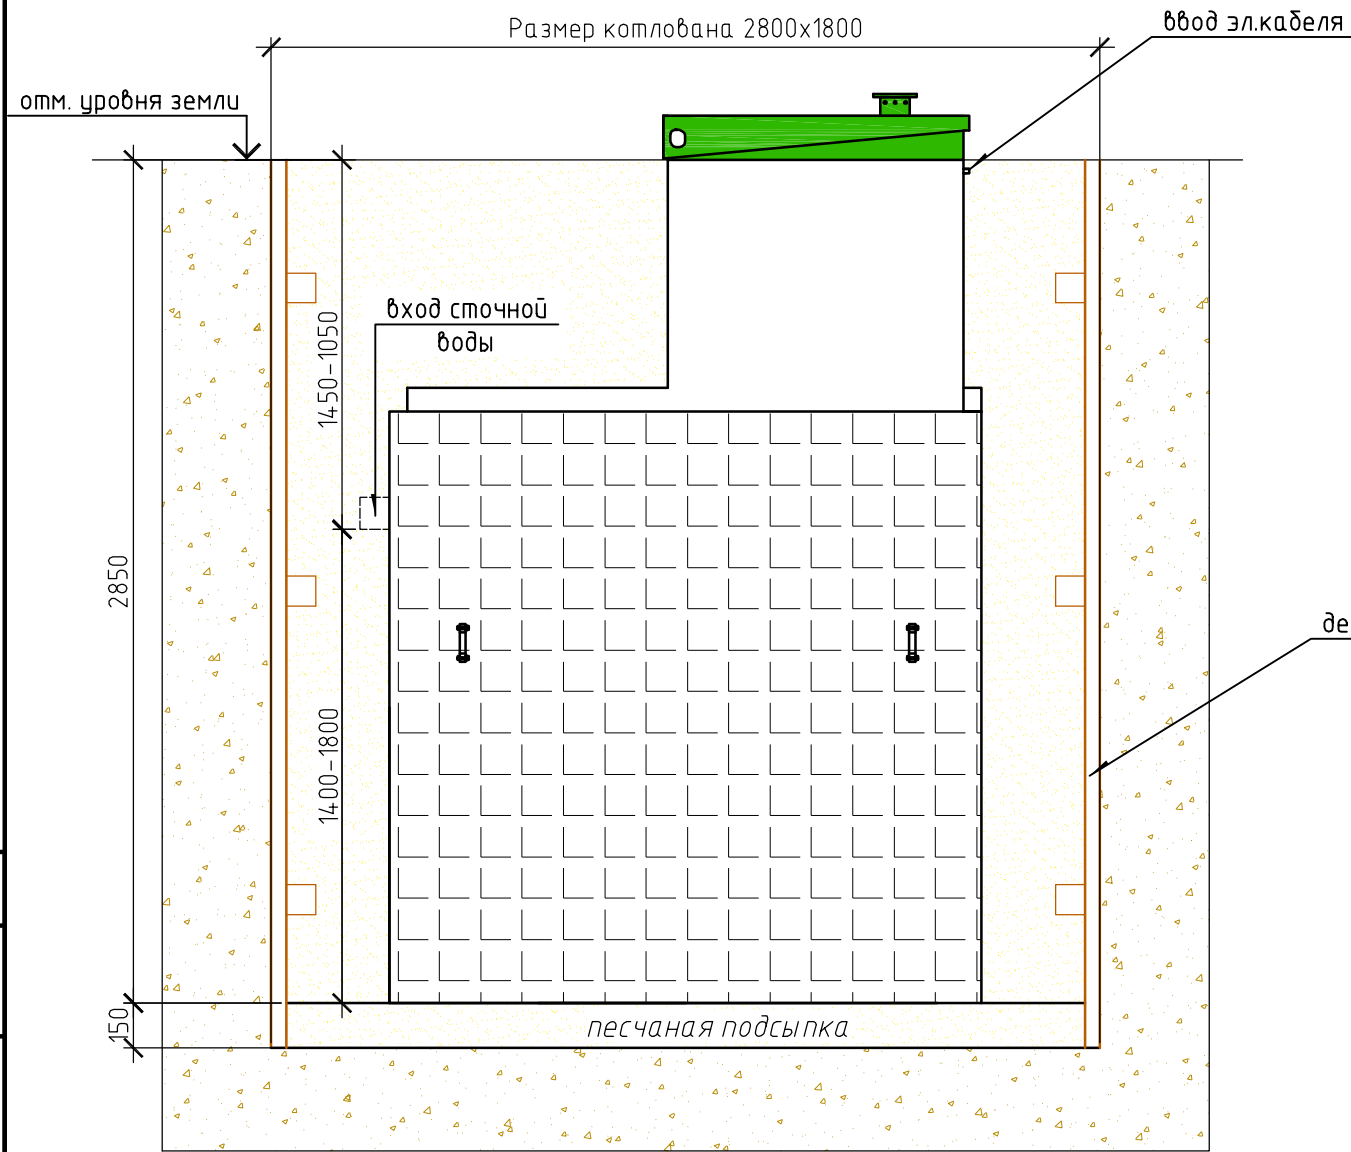 Размер котлована 2800х1800
ввод эл.кабеля
отм. уровня земли
вход сточной
воды
1450-1050
2850
де
1400-1800
150
песчаная подсыпка